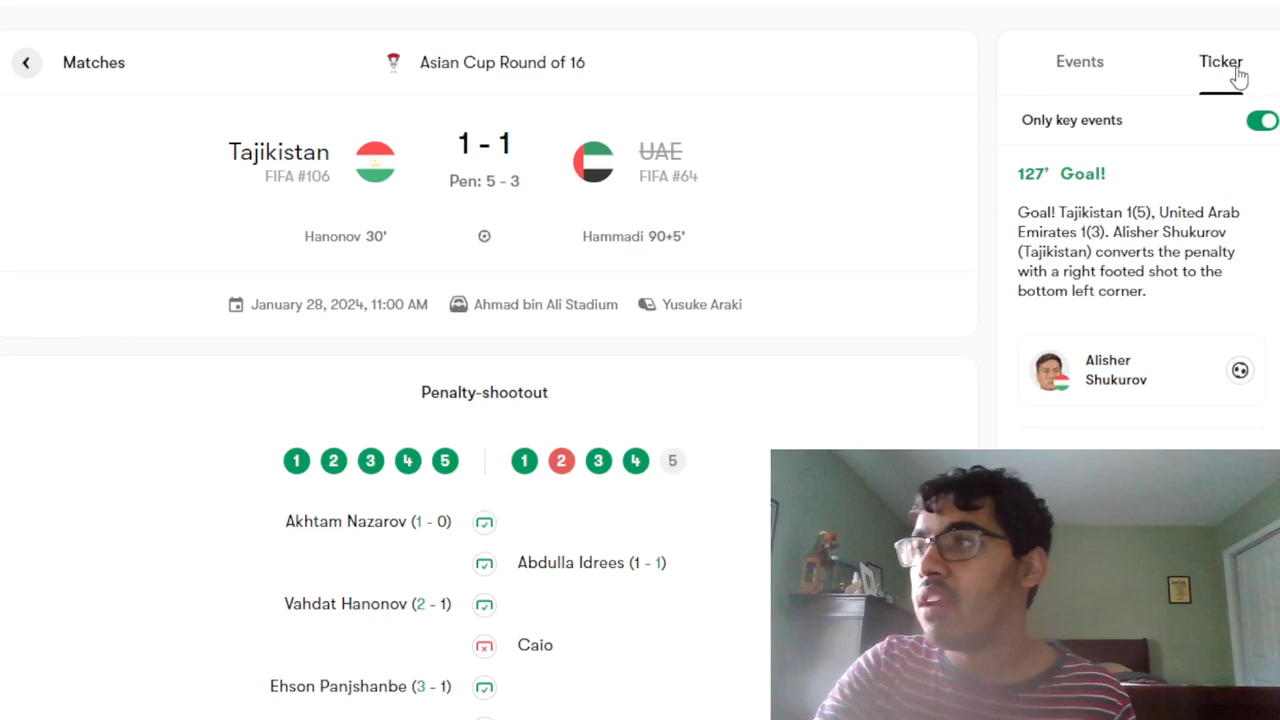 Matches
Asian Cup Round of 16
Tajikistan
FIFA #106
1 - 1
Pen: 5 - 3
UAE
FIFA #64
Hanonov 30'
Hammadi 90+5'
January 28, 2024, 11:00 AM
Ahmad bin Ali Stadium
Yusuke Araki
Penalty-shootout
1 2 3 4 5
1 2 3 4 5
Akhtam Nazarov (1 - 0)
Abdulla Idrees (1 - 1)
Vahdat Hanonov (2 - 1)
Caio
Ehson Panjshanbe (3 - 1)
Events
Ticker
Only key events
127' Goal!
Goal! Tajikistan 1(5), United Arab
Emirates 1(3). Alisher Shukurov
(Tajikistan) converts the penalty
with a right footed shot to the
bottom left corner.
Alisher
Shukurov